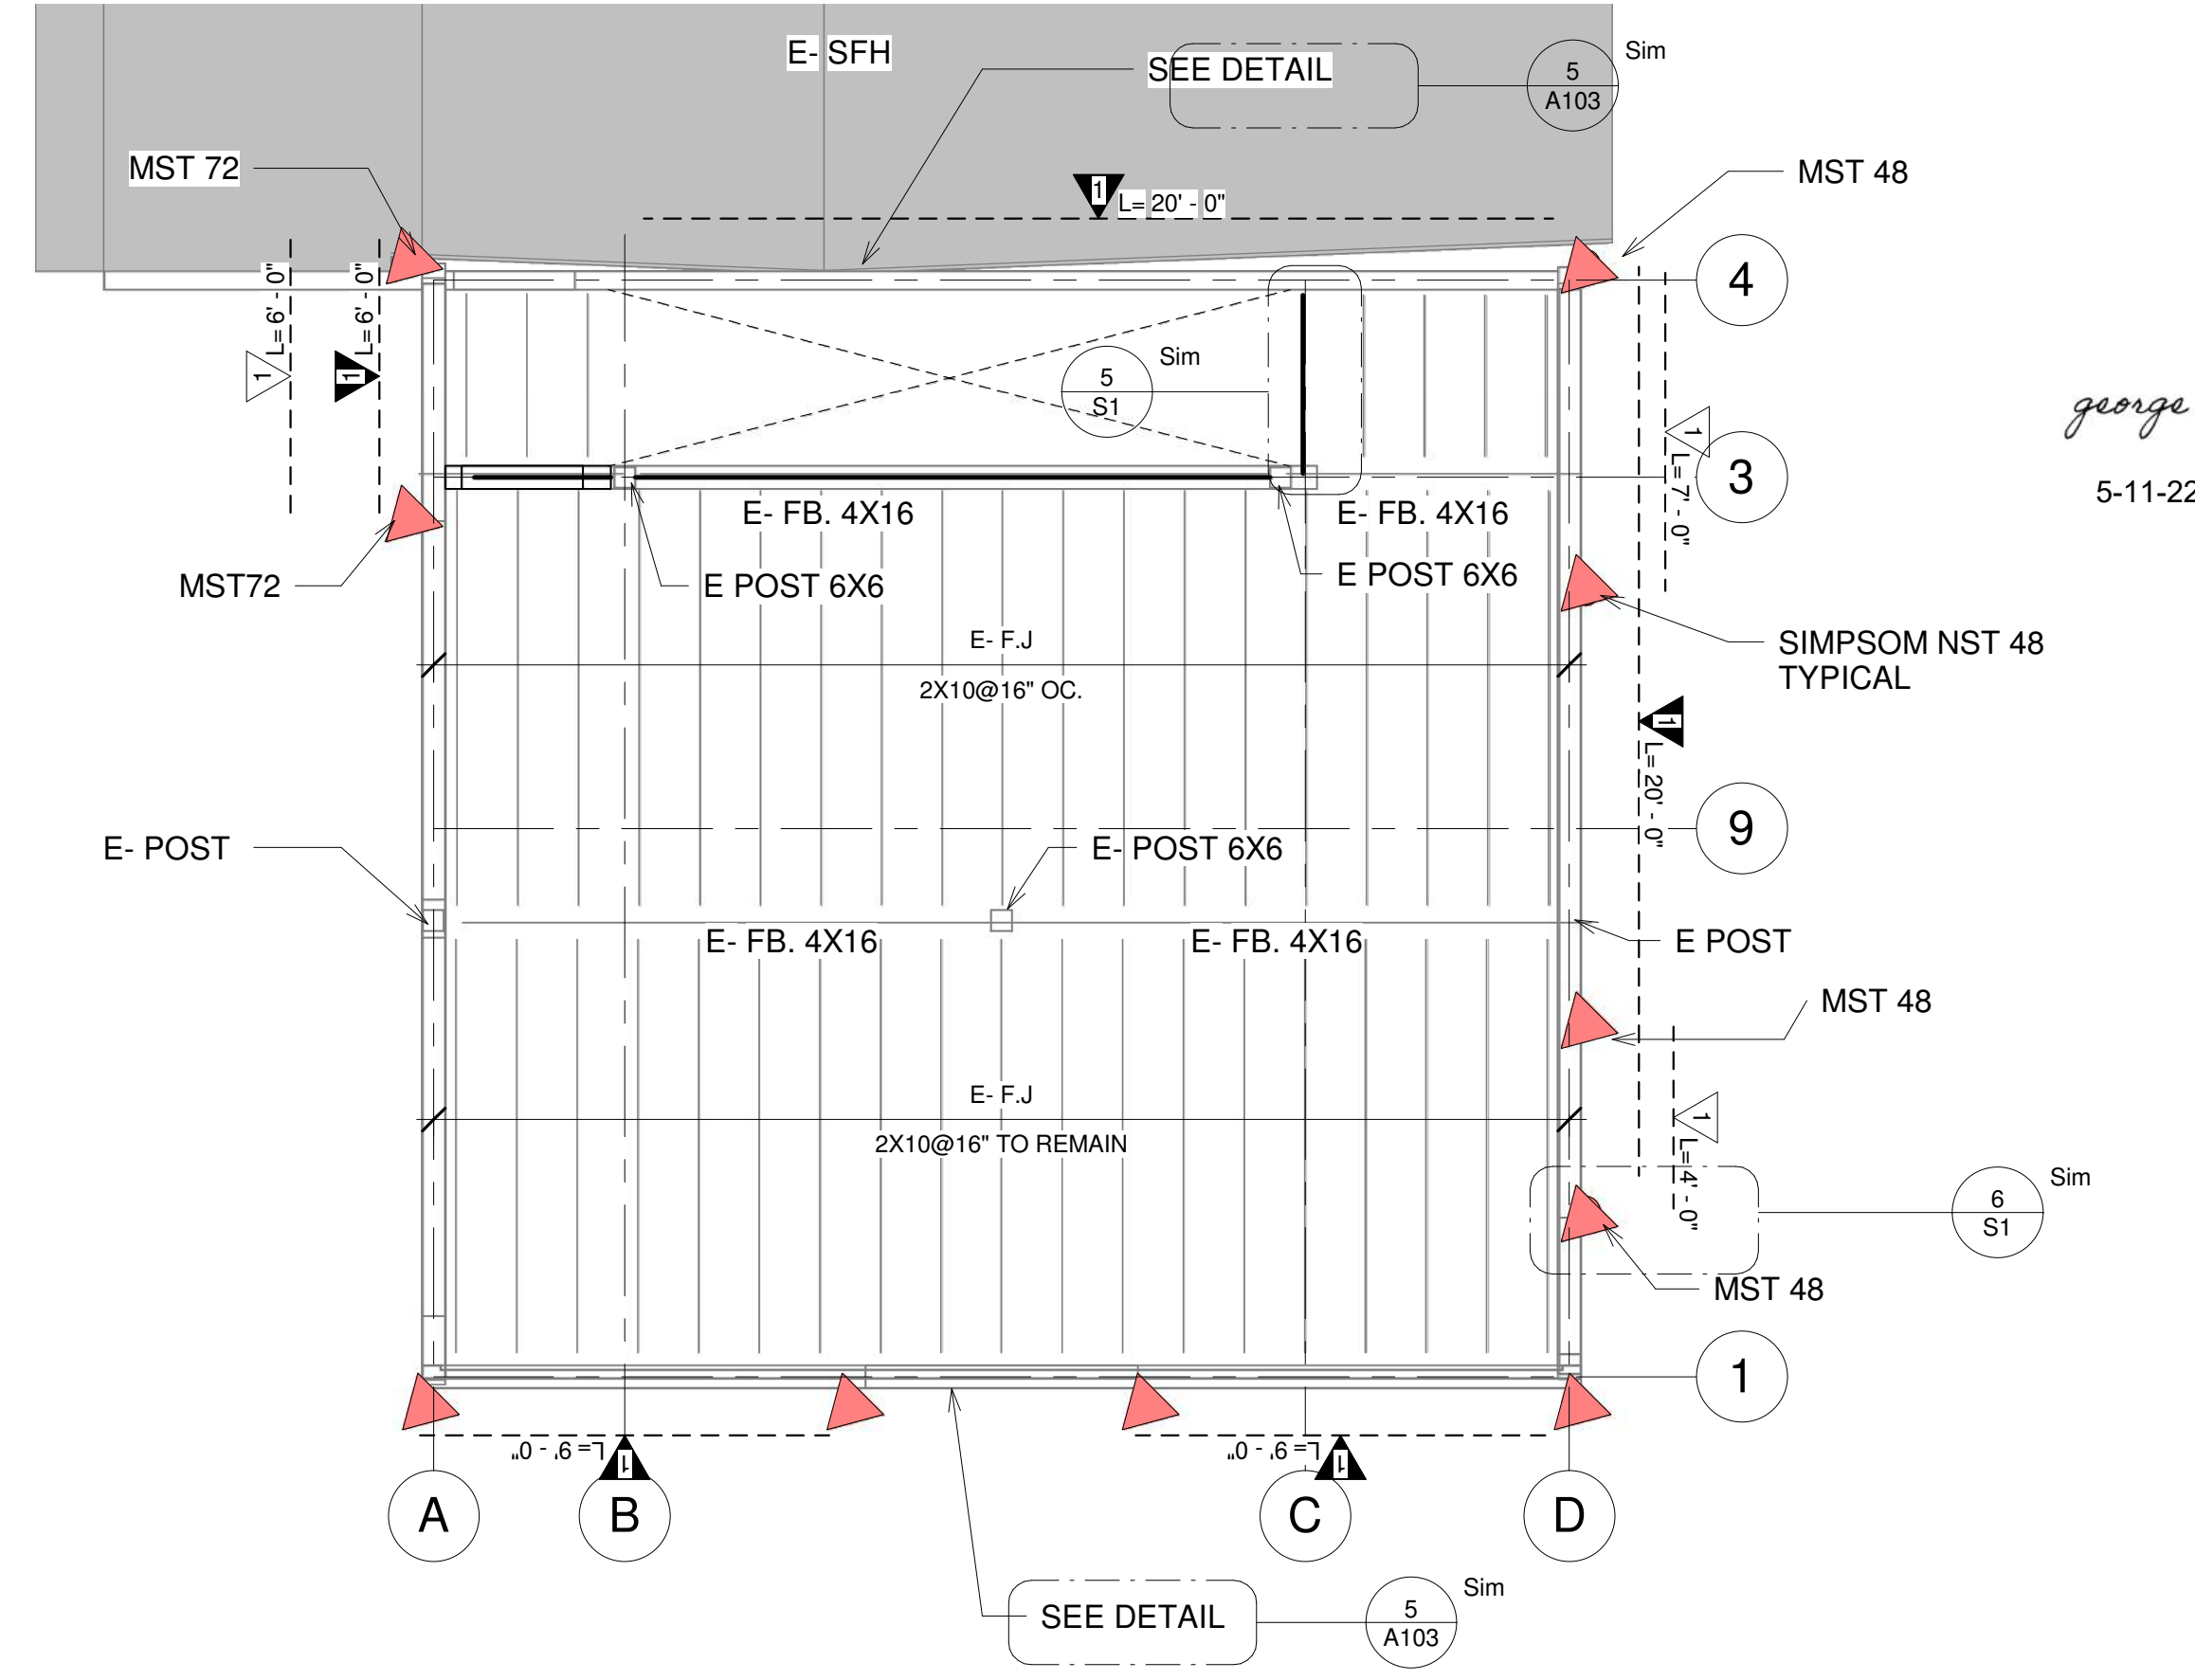 E- SFH
SEE DETAIL
5
A103
Sim
MST 72
MST 48
1
L= 20' - 0"
4
L= 6' - 0"
L= 6' - 0"
1
1
5
S1
Sim
1
L= 7' - 0"
3
george
5-11-22
E- FB. 4X16
E- FB. 4X16
MST72
E POST 6X6
E POST 6X6
E- F.J
2X10@16" OC.
SIMPSOM NST 48
TYPICAL
1
L= 20' - 0"
9
E- POST
E- POST 6X6
E- FB. 4X16
E- FB. 4X16
E POST
MST 48
E- F.J
2X10@16" TO REMAIN
1
L= 4' - 0"
6
S1
Sim
MST 48
1
L= 9' - 0"
1
L= 9' - 0"
1
A
B
C
D
SEE DETAIL
5
A103
Sim